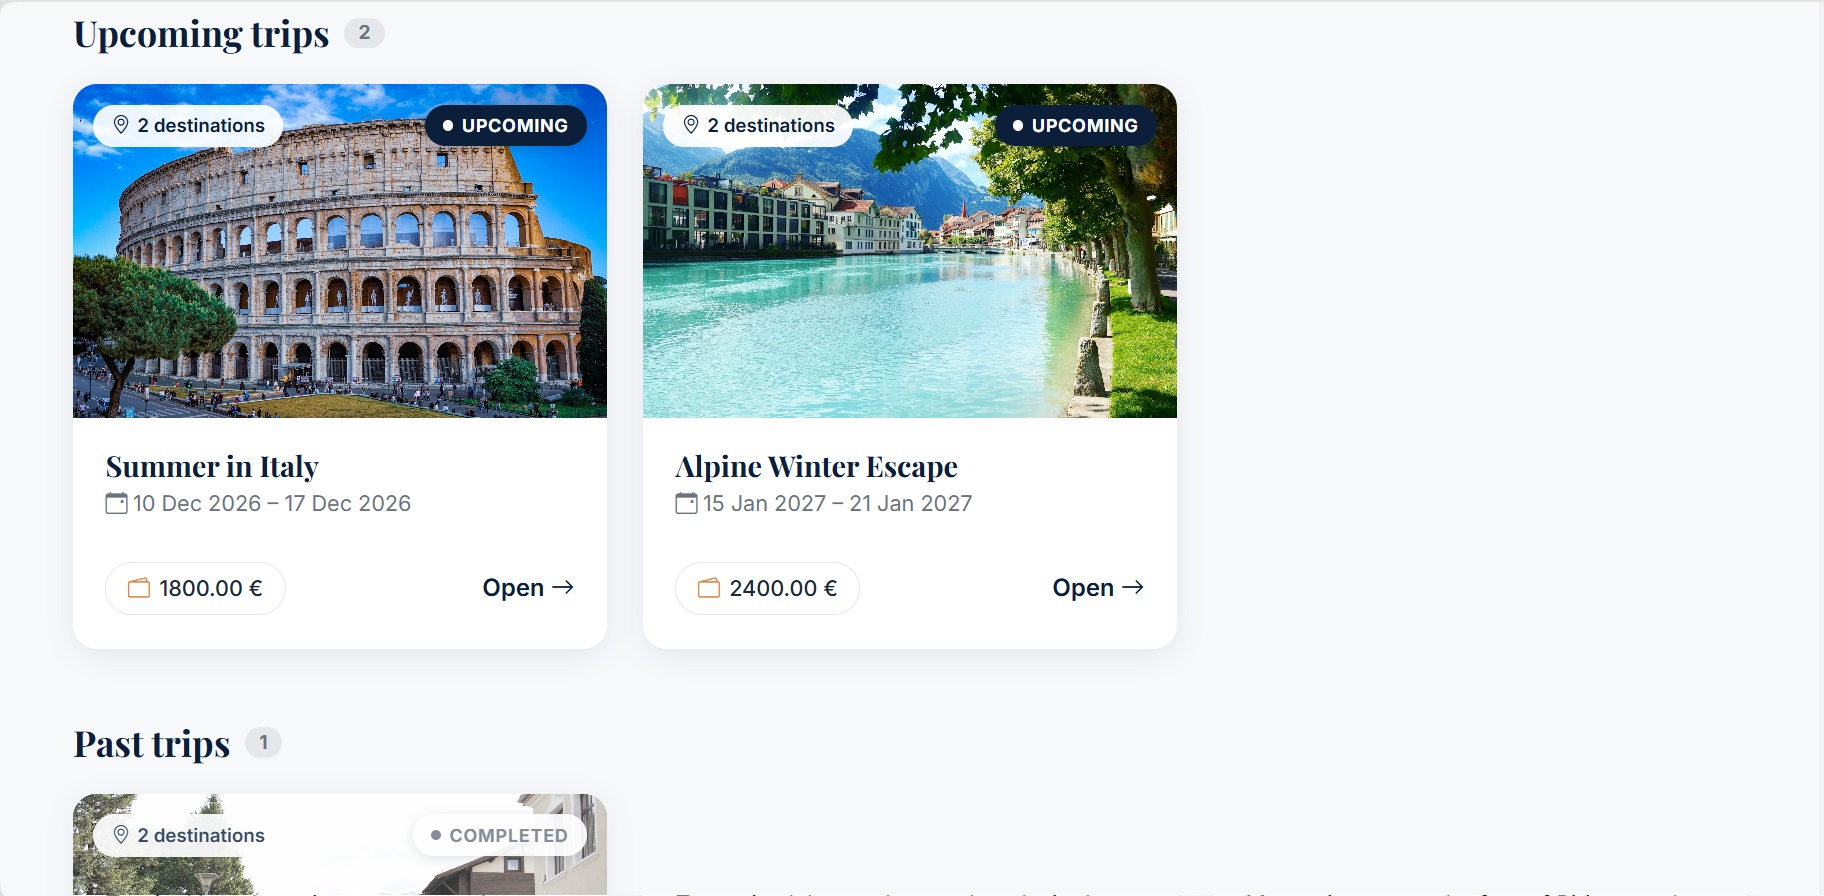 Upcoming trips 2
2 destinations
UPCOMING
2 destinations
UPCOMING
Summer in Italy
10 Dec 2026 – 17 Dec 2026
1800.00 €
Open →
Alpine Winter Escape
15 Jan 2027 – 21 Jan 2027
2400.00 €
Open →
Past trips 1
2 destinations
COMPLETED